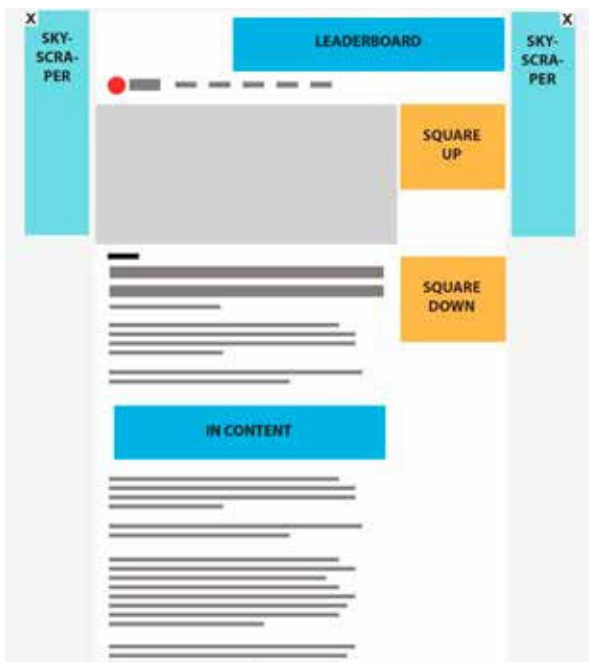 X
SKY-
SCRA-
PER
LEADERBOARD
X
SKY-
SCRA-
PER
SQUARE
UP
SQUARE
DOWN
IN CONTENT